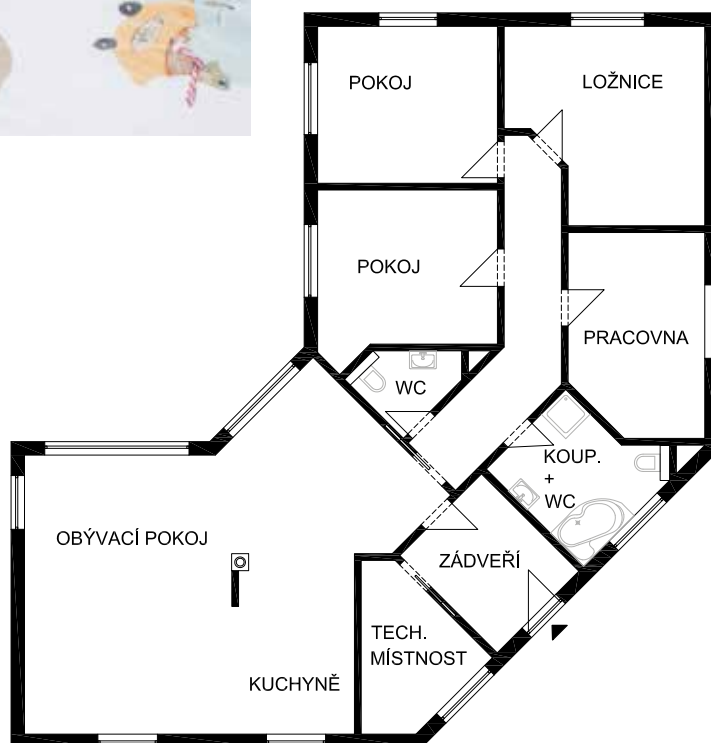 POKOJ
LOŽNICE
POKOJ
PRACOVNA
WC
KOUP.
+
WC
OBÝVACÍ POKOJ
ZÁDVEŘÍ
TECH.
MÍSTNOST
KUCHYNĚ